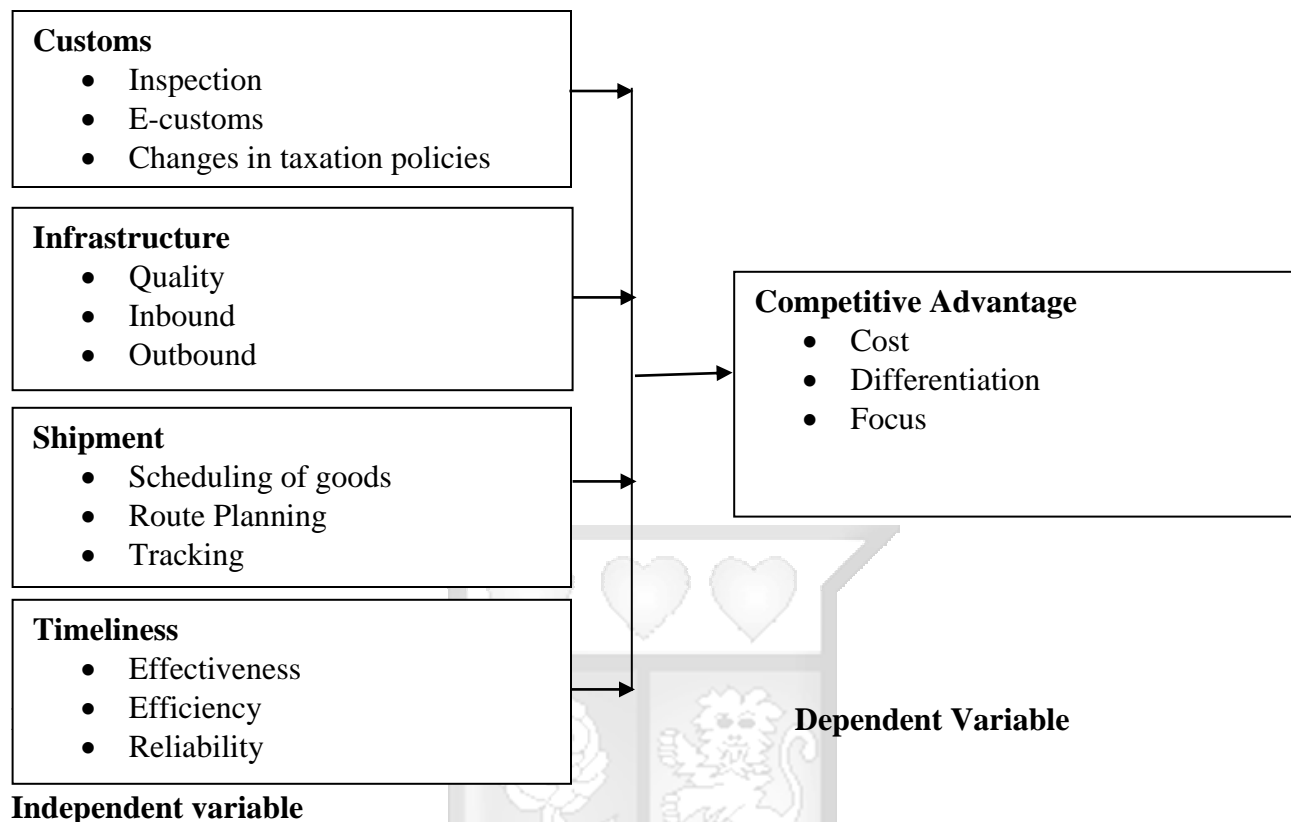 Customs
• Inspection
• E-customs
• Changes in taxation policies
Infrastructure
• Quality
• Inbound
• Outbound
Shipment
• Scheduling of goods
• Route Planning
• Tracking
Timeliness
• Effectiveness
• Efficiency
• Reliability
Independent variable
Competitive Advantage
• Cost
• Differentiation
• Focus
Dependent Variable